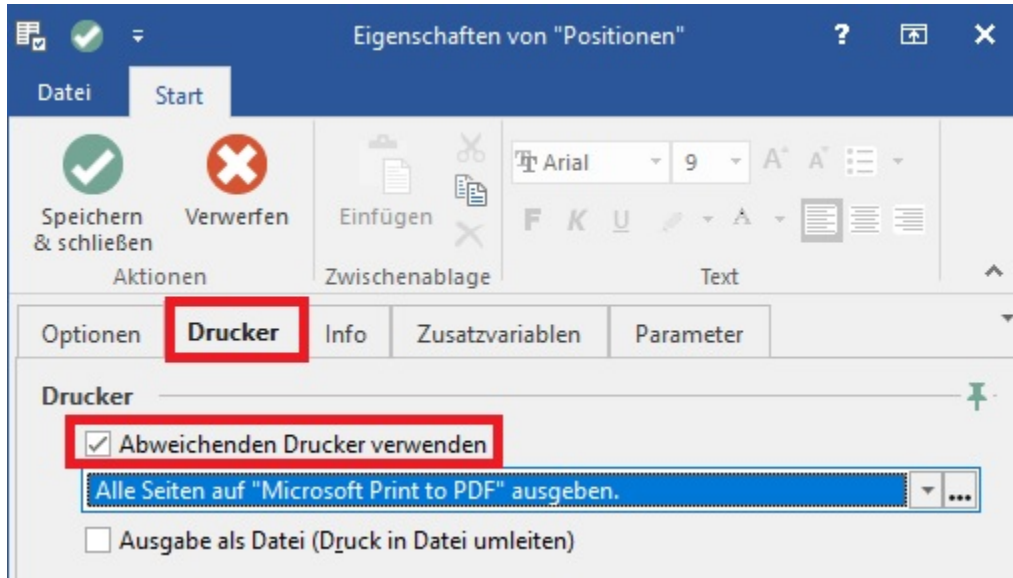 Eigenschaften von "Positionen" ?
Datei Start
Speichern & schließen
Verwerfen
Aktionen
Einfügen
Zwischenablage
Arial 9 A A
F K U A
Text
Optionen Drucker Info Zusatzvariablen Parameter
Drucker
Abweichenden Drucker verwenden
Alle Seiten auf "Microsoft Print to PDF" ausgeben. ...
Ausgabe als Datei (Druck in Datei umleiten)